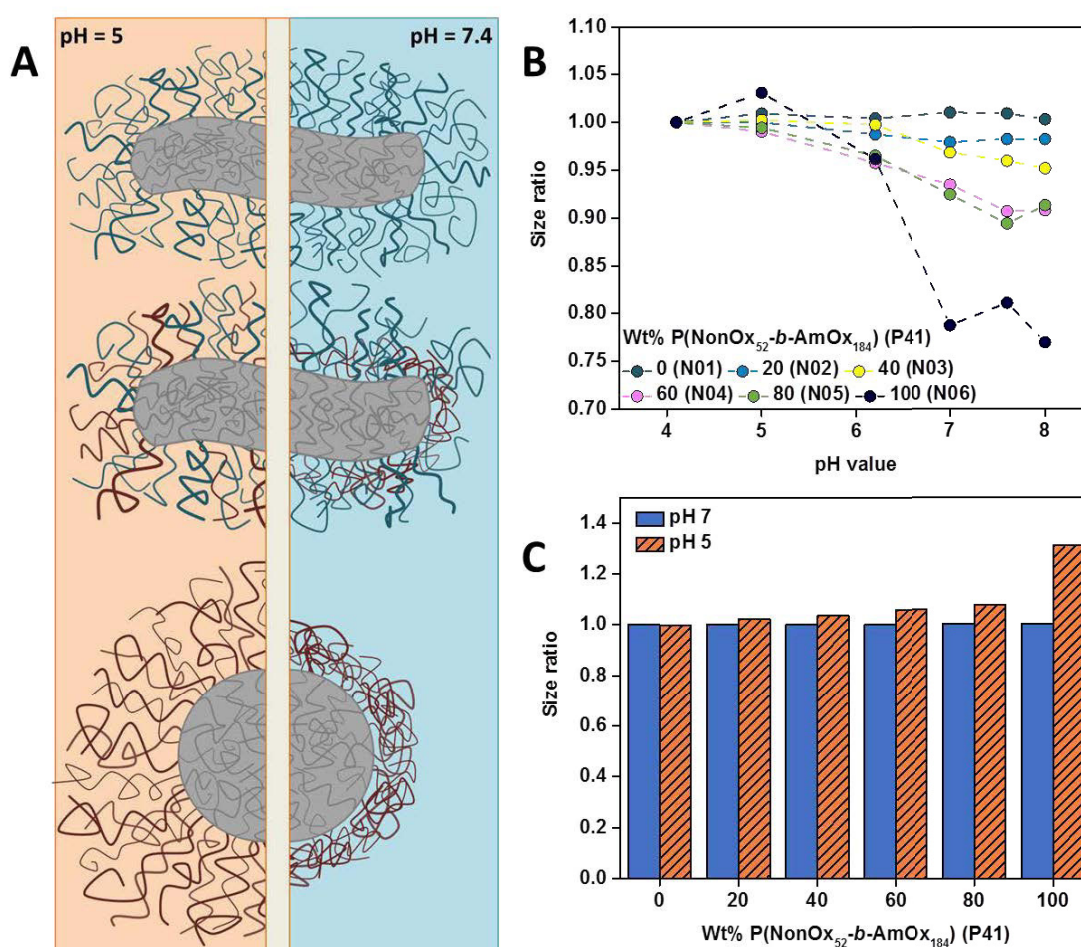 A
pH = 5
pH = 7.4
B
Size ratio
1.10
1.05
1.00
0.95
0.90
0.85
0.80
0.75
0.70
Wt% P(NonOx52-b-AmOx184) (P41)
0 (N01) 20 (N02) 40 (N03)
60 (N04) 80 (N05) 100 (N06)
4 5 6 7 8
pH value
C
Size ratio
1.4
1.2
1.0
0.8
0.6
0.4
0.2
0.0
pH 7
pH 5
0 20 40 60 80 100
Wt% P(NonOx52-b-AmOx184) (P41)